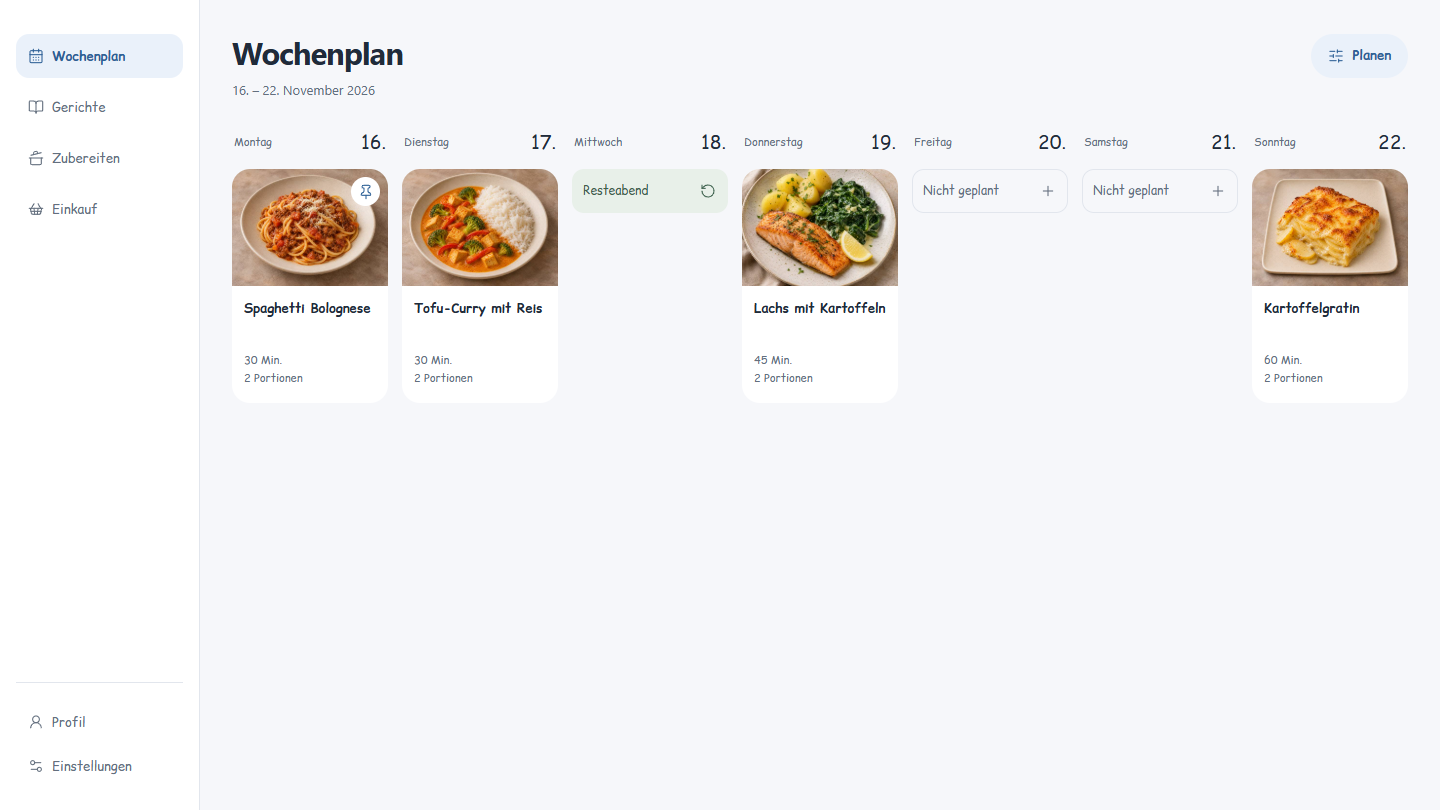 Wochenplan
Gerichte
Zubereiten
Einkauf
Profil
Einstellungen
Wochenplan
16. – 22. November 2026
Planen
Montag 16.
Dienstag 17.
Mittwoch 18.
Donnerstag 19.
Freitag 20.
Samstag 21.
Sonntag 22.
Spaghetti Bolognese
30 Min.
2 Portionen
Tofu-Curry mit Reis
30 Min.
2 Portionen
Resteabend
Lachs mit Kartoffeln
45 Min.
2 Portionen
Nicht geplant
Nicht geplant
Kartoffelgratin
60 Min.
2 Portionen